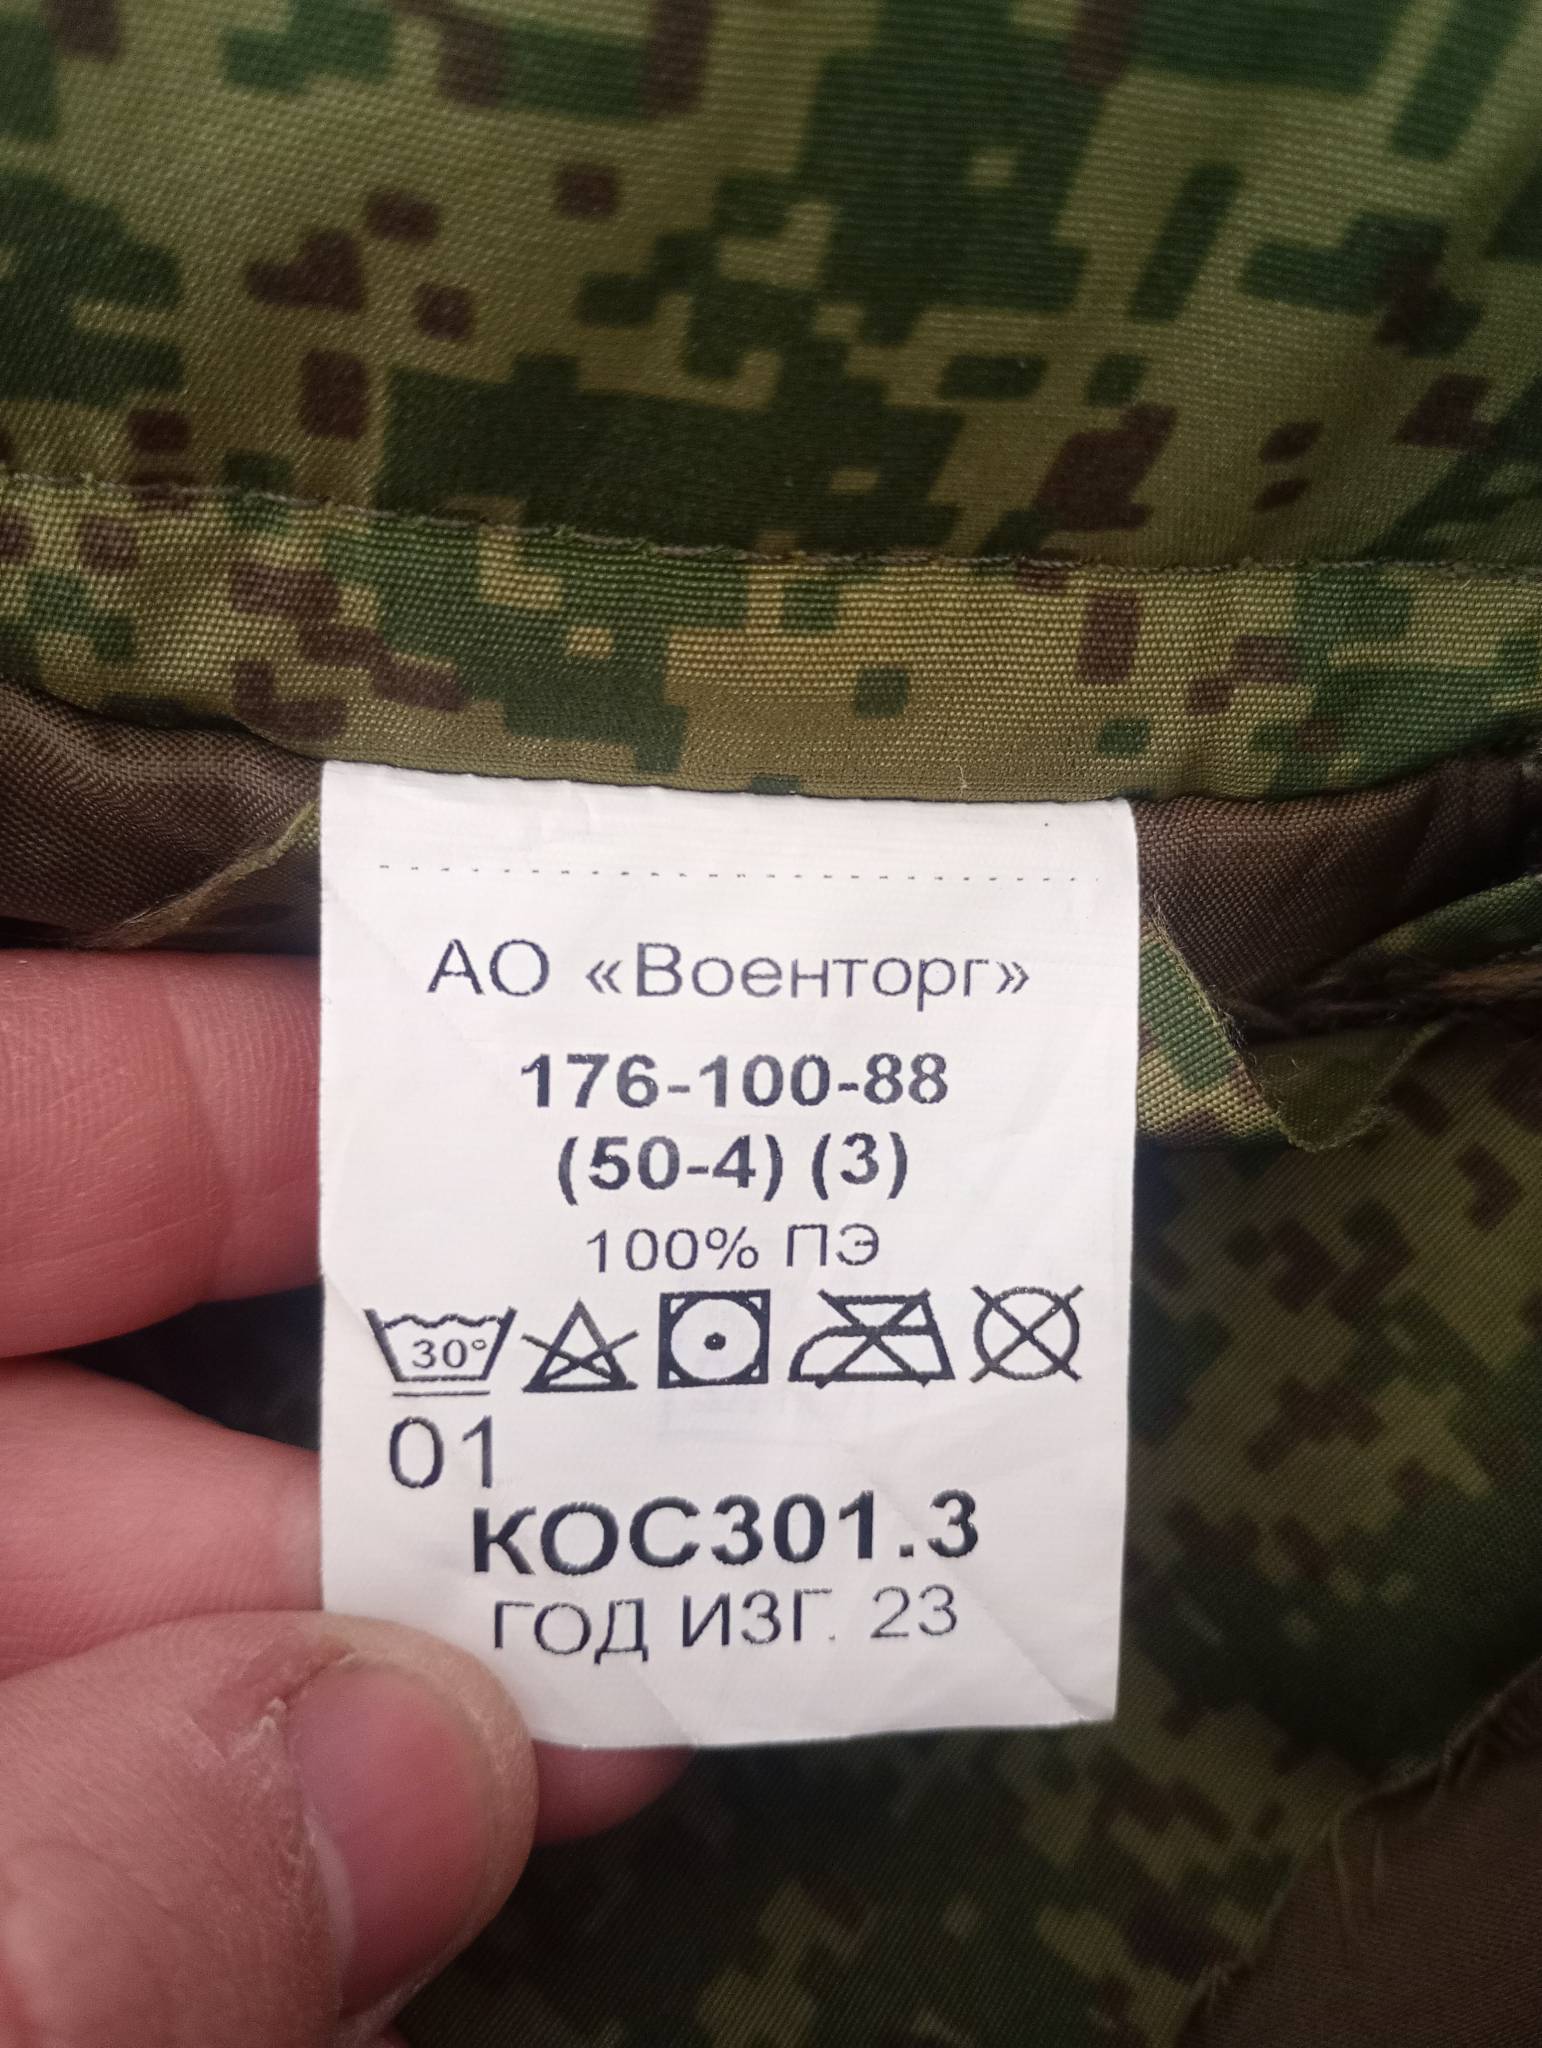 АО «Военторг»
176-100-88
(50-4) (3)
100% ПЭ
30°
01
КОС301.3
ГОД ИЗГ. 23